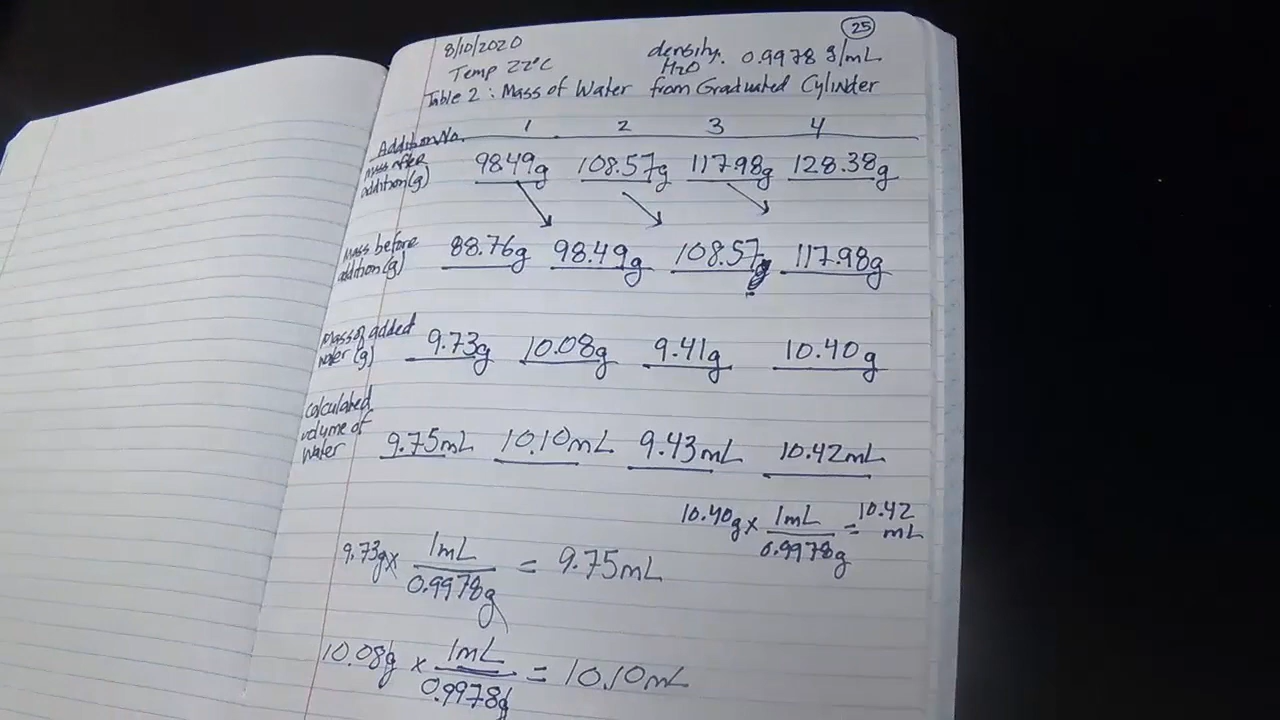 25
8/10/2020
Temp 22°C
density H2O : 0.9978 g/mL
Table 2 : Mass of Water from Graduated Cylinder
Addition No. 1 2 3 4
mass after addition (g) 98.49g 108.57g 117.98g 128.38g
Mass before addition (g) 88.76g 98.49g 108.57g 117.98g
Mass of added water (g) 9.73g 10.08g 9.41g 10.40g
Calculated volume of water 9.75mL 10.10mL 9.43mL 10.42mL
10.40g x 1mL / 0.9978g = 10.42 mL
9.73g x 1mL / 0.9978g = 9.75mL
10.08g x 1mL / 0.9978g = 10.10mL